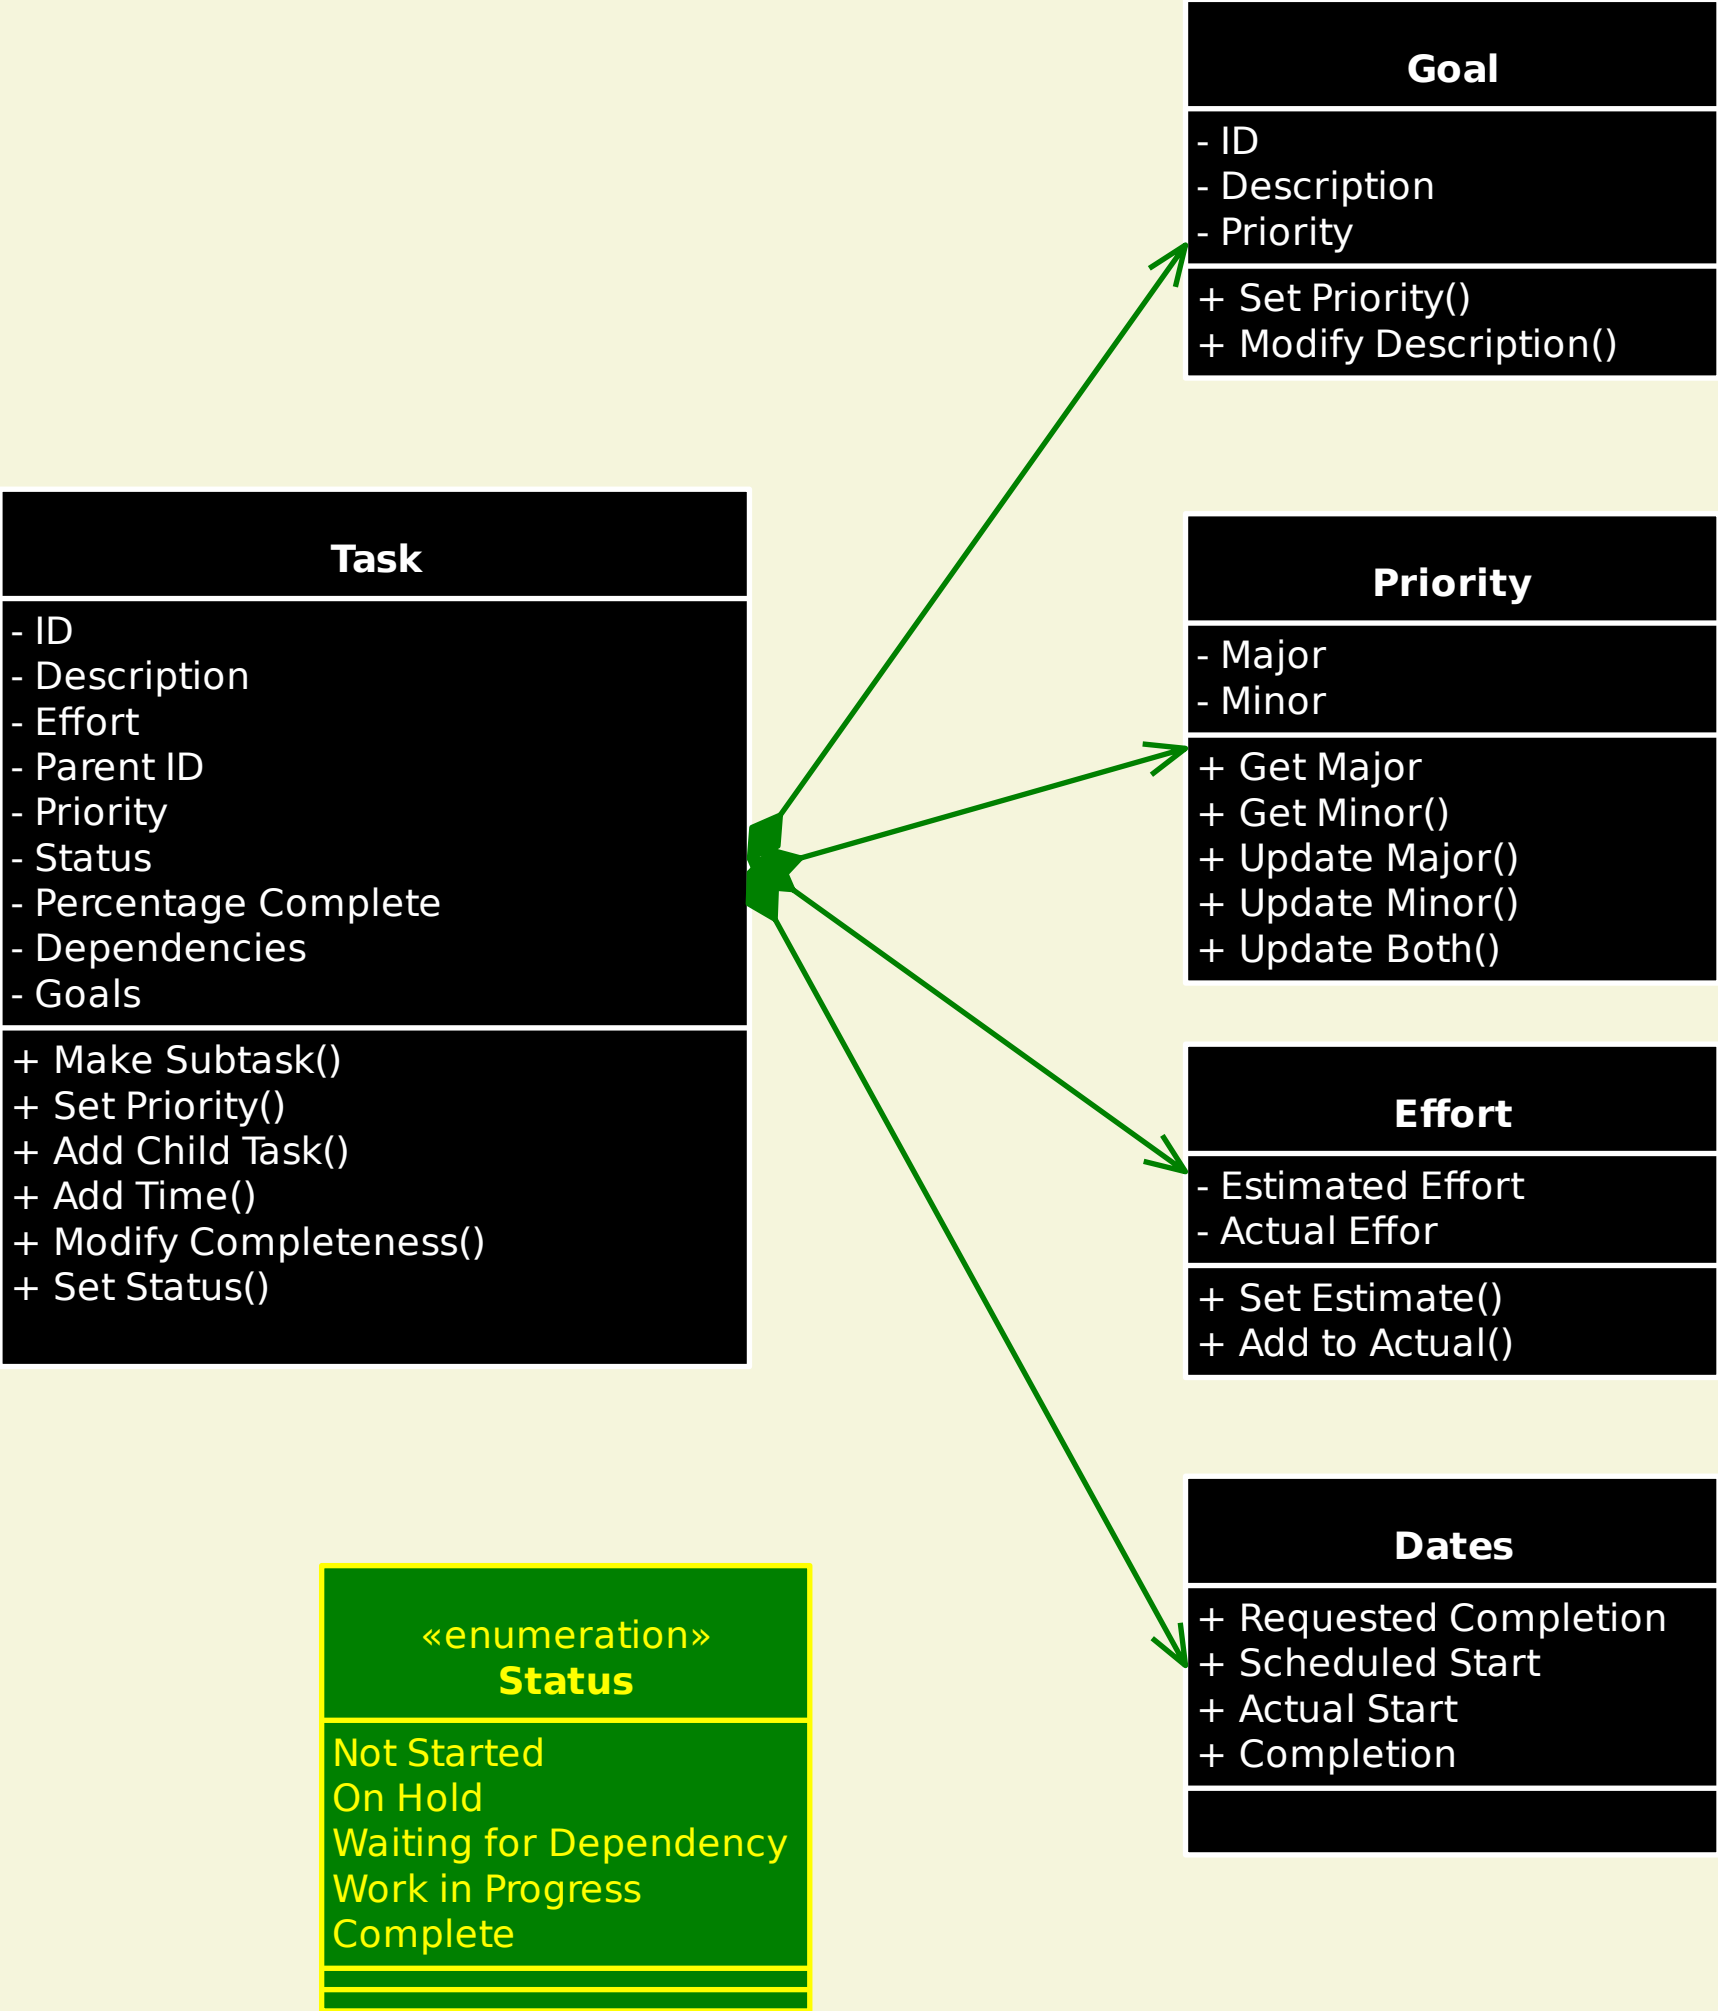 Goal
- ID
- Description
- Priority
+ Set Priority()
+ Modify Description()
Task
- ID
- Description
- Effort
- Parent ID
- Priority
- Status
- Percentage Complete
- Dependencies
- Goals
+ Make Subtask()
+ Set Priority()
+ Add Child Task()
+ Add Time()
+ Modify Completeness()
+ Set Status()
Priority
- Major
- Minor
+ Get Major
+ Get Minor()
+ Update Major()
+ Update Minor()
+ Update Both()
Effort
- Estimated Effort
- Actual Effor
+ Set Estimate()
+ Add to Actual()
Dates
+ Requested Completion
+ Scheduled Start
+ Actual Start
+ Completion
«enumeration»
Status
Not Started
On Hold
Waiting for Dependency
Work in Progress
Complete